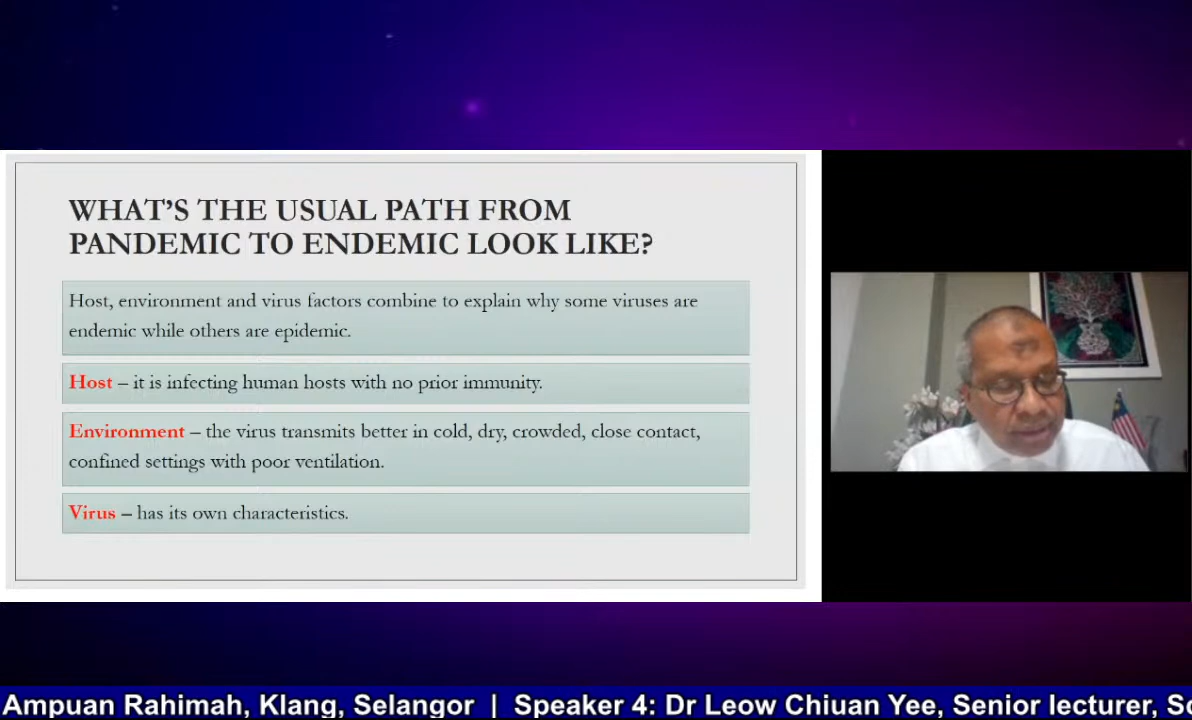 WHAT'S THE USUAL PATH FROM
PANDEMIC TO ENDEMIC LOOK LIKE?
Host, environment and virus factors combine to explain why some viruses are
endemic while others are epidemic.
Host – it is infecting human hosts with no prior immunity.
Environment – the virus transmits better in cold, dry, crowded, close contact,
confined settings with poor ventilation.
Virus – has its own characteristics.
Ampuan Rahimah, Klang, Selangor | Speaker 4: Dr Leow Chiuan Yee, Senior lecturer, Sc